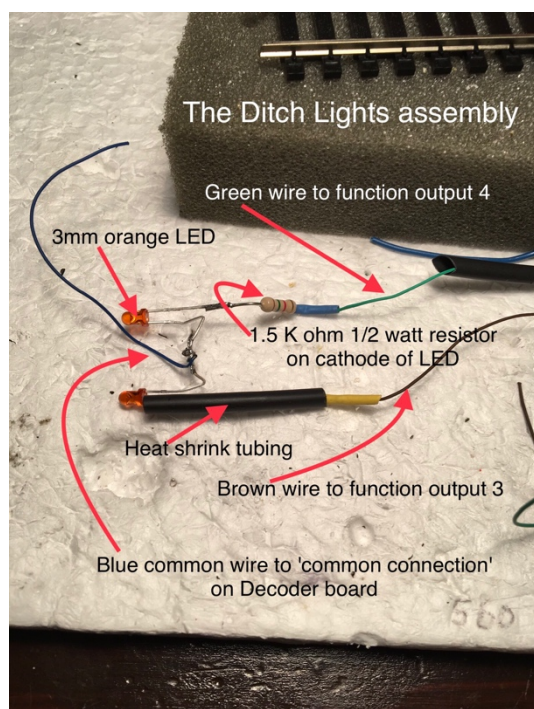 The Ditch Lights assembly
Green wire to function output 4
3mm orange LED
1.5 K ohm 1/2 watt resistor
on cathode of LED
Heat shrink tubing
Brown wire to function output 3
Blue common wire to 'common connection'
on Decoder board